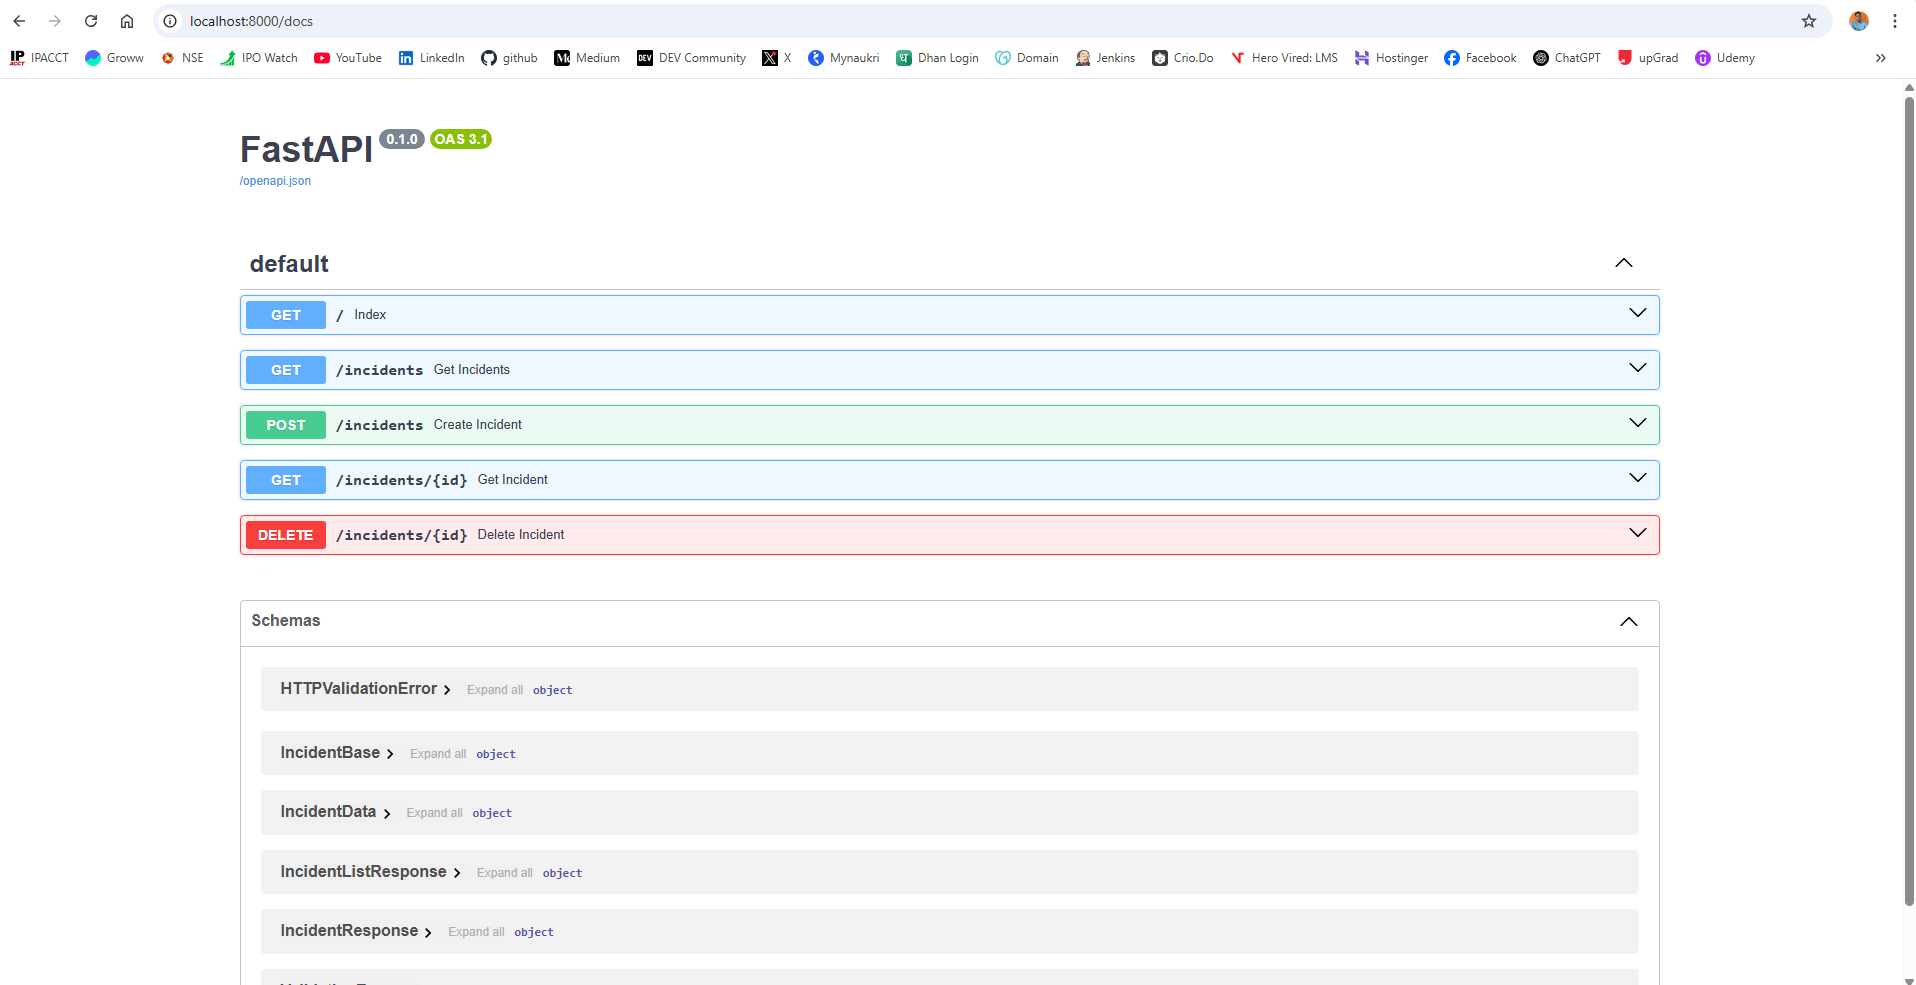 localhost:8000/docs
IPACCT Groww NSE IPO Watch YouTube LinkedIn github Medium DEV Community X Mynaukri Dhan Login Domain Jenkins Crio.Do Hero Vired: LMS Hostinger Facebook ChatGPT upGrad Udemy
FastAPI 0.1.0 OAS 3.1
/openapi.json
default
GET / Index
GET /incidents Get Incidents
POST /incidents Create Incident
GET /incidents/{id} Get Incident
DELETE /incidents/{id} Delete Incident
Schemas
HTTPValidationError Expand all object
IncidentBase Expand all object
IncidentData Expand all object
IncidentListResponse Expand all object
IncidentResponse Expand all object